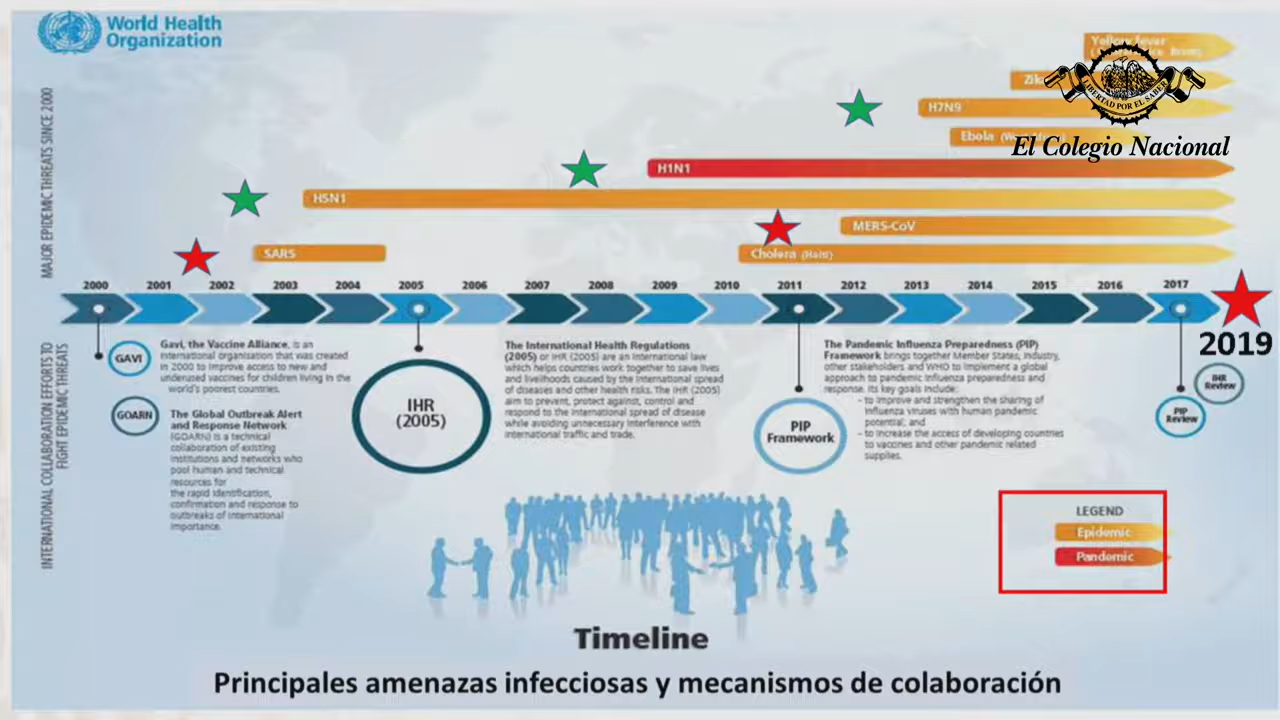 World Health
Organization
MAJOR EPIDEMIC THREATS SINCE 2000
Yellow fever
Zik
H7N9
LIBERTAD POR EL SABER
Ebola
El Colegio Nacional
H1N1
H5N1
MERS-CoV
SARS
Cholera (Haiti)
2000 2001 2002 2003 2004 2005 2006 2007 2008 2009 2010 2011 2012 2013 2014 2015 2016 2017
2019
INTERNATIONAL COLLABORATION EFFORTS TO
FIGHT EPIDEMIC THREATS
GAVI
Gavi, the Vaccine Alliance, is an
international organisation that was created
in 2000 to improve access to new and
underused vaccines for children living in the
world's poorest countries.
GOARN
The Global Outbreak Alert
and Response Network
(GOARN) is a technical
collaboration of existing
institutions and networks who
pool human and technical
resources for
the rapid identification,
confirmation and response to
outbreaks of international
importance.
IHR
(2005)
The International Health Regulations
(2005) or IHR (2005) are an international law
which helps countries work together to save lives
and livelihoods caused by the international spread
of diseases and other health risks. The IHR (2005)
aim to prevent, protect against, control and
respond to the international spread of disease
while avoiding unnecessary interference with
international traffic and trade.
PIP
Framework
The Pandemic Influenza Preparedness (PIP)
Framework brings together Member States, industry,
other stakeholders and WHO to implement a global
approach to pandemic influenza preparedness and
response. Its key goals include:
- to improve and strengthen the sharing of
influenza viruses with human pandemic
potential; and
- to increase the access of developing countries
to vaccines and other pandemic related
supplies.
IHR
Review
PIP
Review
LEGEND
Epidemic
Pandemic
Timeline
Principales amenazas infecciosas y mecanismos de colaboración